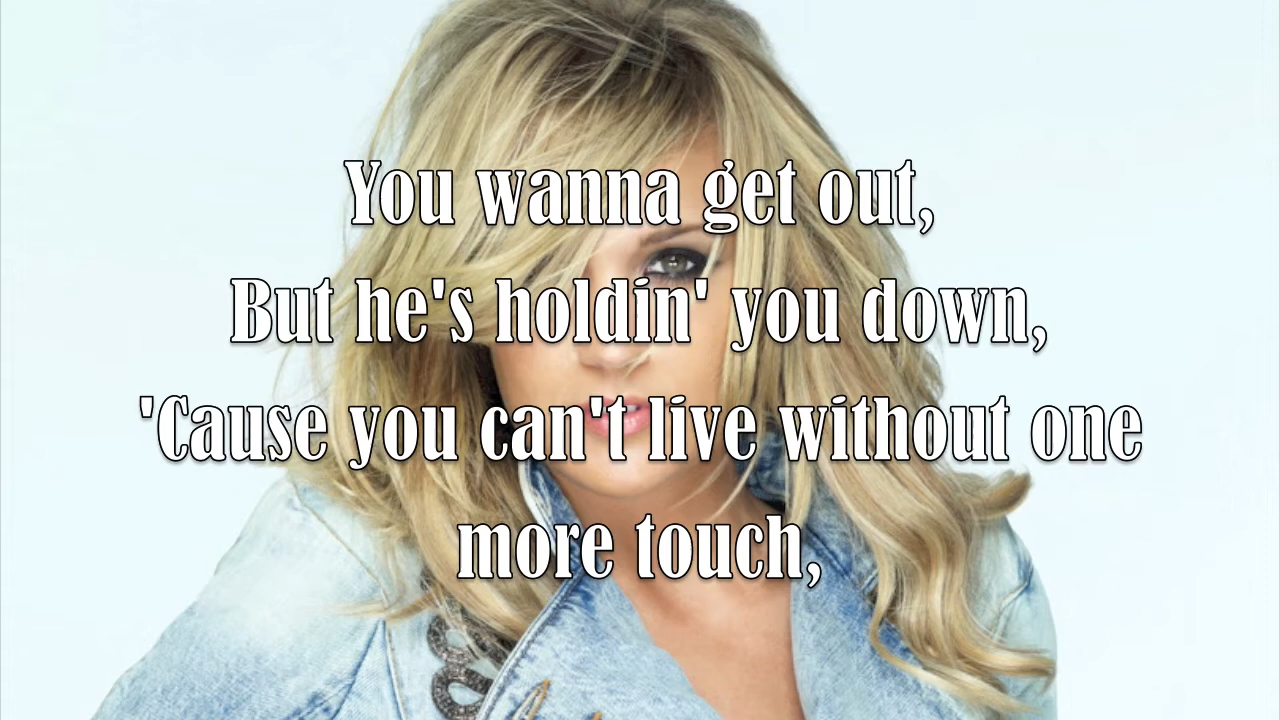 You wanna get out,
But he's holdin' you down,
'Cause you can't live without one
more touch,